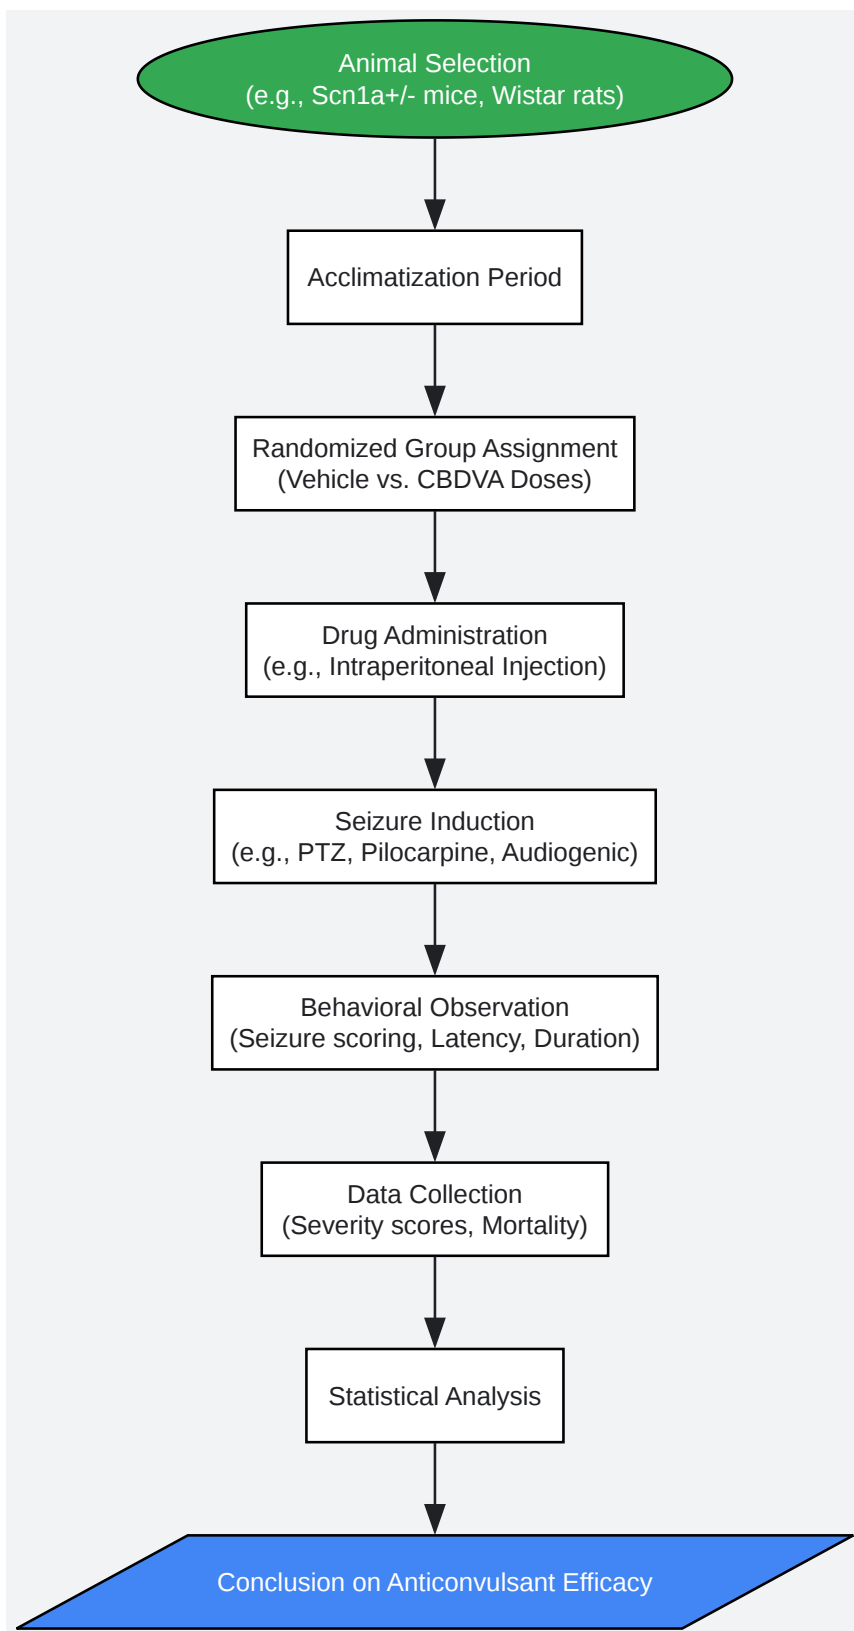 Animal Selection
(e.g., Scn1a+/- mice, Wistar rats)
Acclimatization Period
Randomized Group Assignment
(Vehicle vs. CBDVA Doses)
Drug Administration
(e.g., Intraperitoneal Injection)
Seizure Induction
(e.g., PTZ, Pilocarpine, Audiogenic)
Behavioral Observation
(Seizure scoring, Latency, Duration)
Data Collection
(Severity scores, Mortality)
Statistical Analysis
Conclusion on Anticonvulsant Efficacy